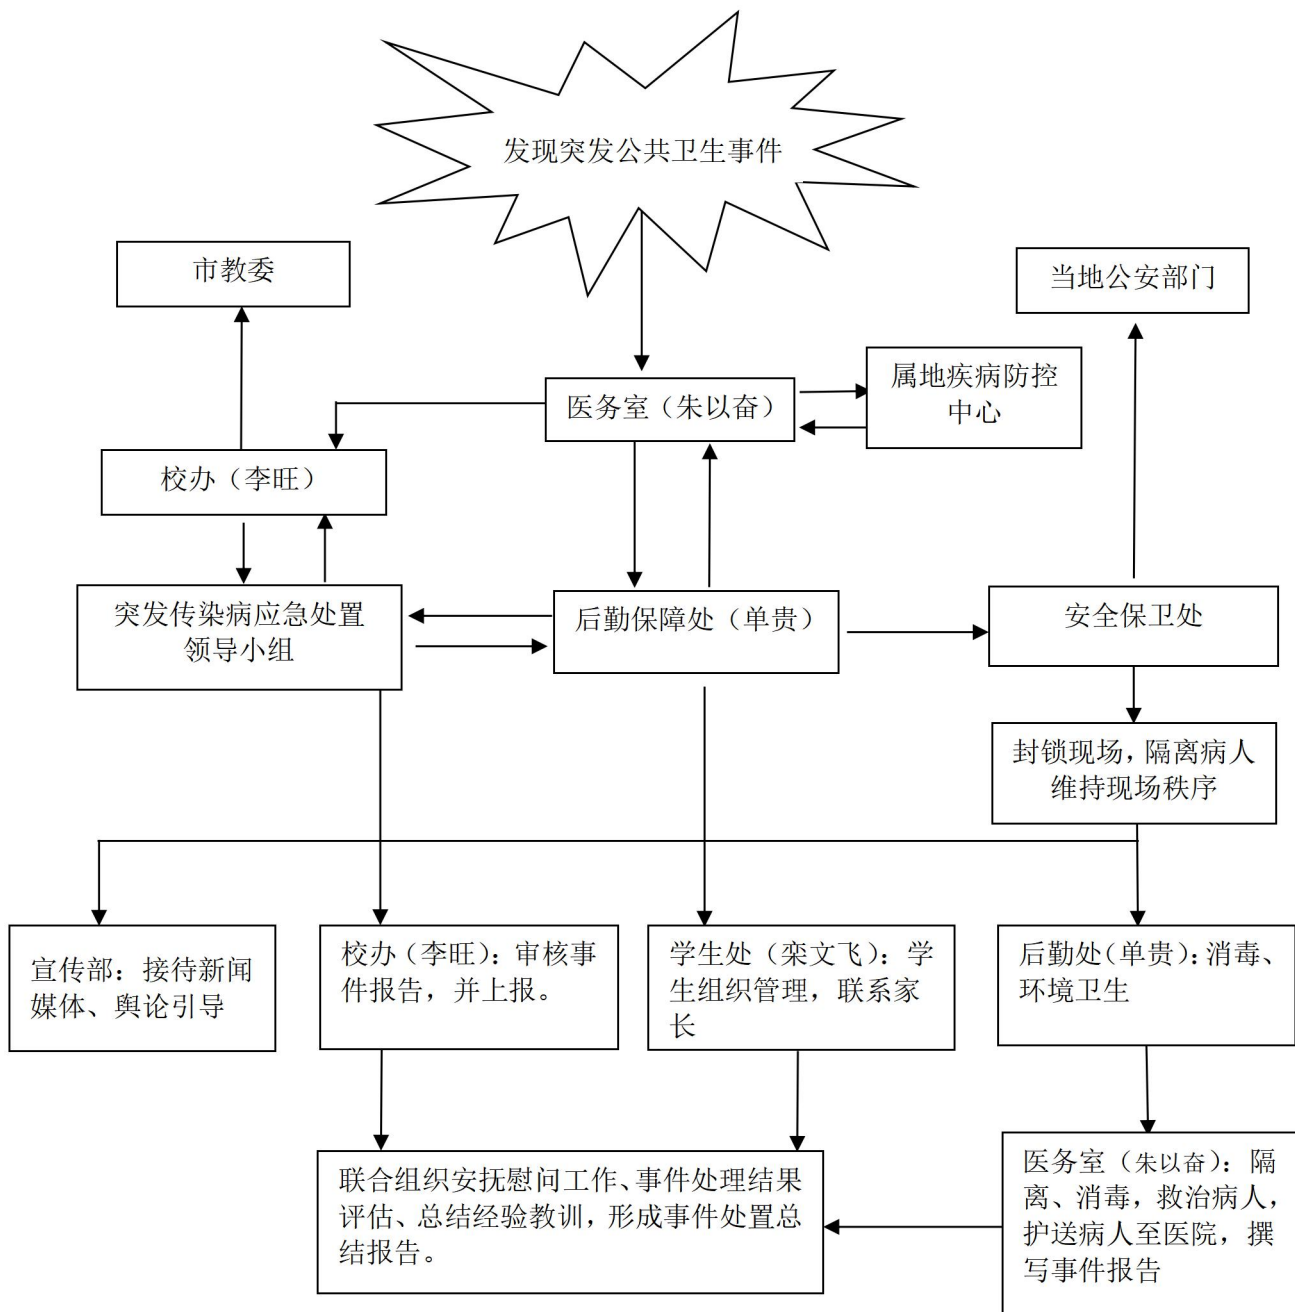 发现突发公共卫生事件
市教委
当地公安部门
属地疾病防控
中心
医务室（朱以奋）
校办（李旺）
突发传染病应急处置
领导小组
后勤保障处（单贵）
安全保卫处
封锁现场，隔离病人
维持现场秩序
宣传部：接待新闻
媒体、舆论引导
校办（李旺）：审核事
件报告，并上报。
学生处（栾文飞）：学
生组织管理，联系家
长
后勤处（单贵）：消毒、
环境卫生
联合组织安抚慰问工作、事件处理结果
评估、总结经验教训，形成事件处置总
结报告。
医务室（朱以奋）：隔
离、消毒，救治病人，
护送病人至医院，撰
写事件报告